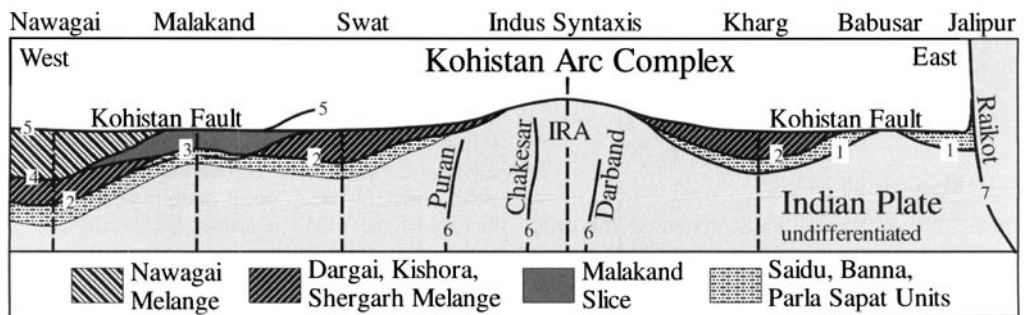 Nawagai Malakand Swat Indus Syntaxis Kharg Babusar Jalipur
West Kohistan Arc Complex East
Kohistan Fault 5 Kohistan Fault
5 3 2 IRA 2 1 1 Raikot
4 2 Puran Chakesar Darband 7
6 6 Indian Plate
undifferentiated
Nawagai Melange
Dargai, Kishora,
Shergarh Melange
Malakand
Slice
Saidu, Banna,
Parla Sapat Units